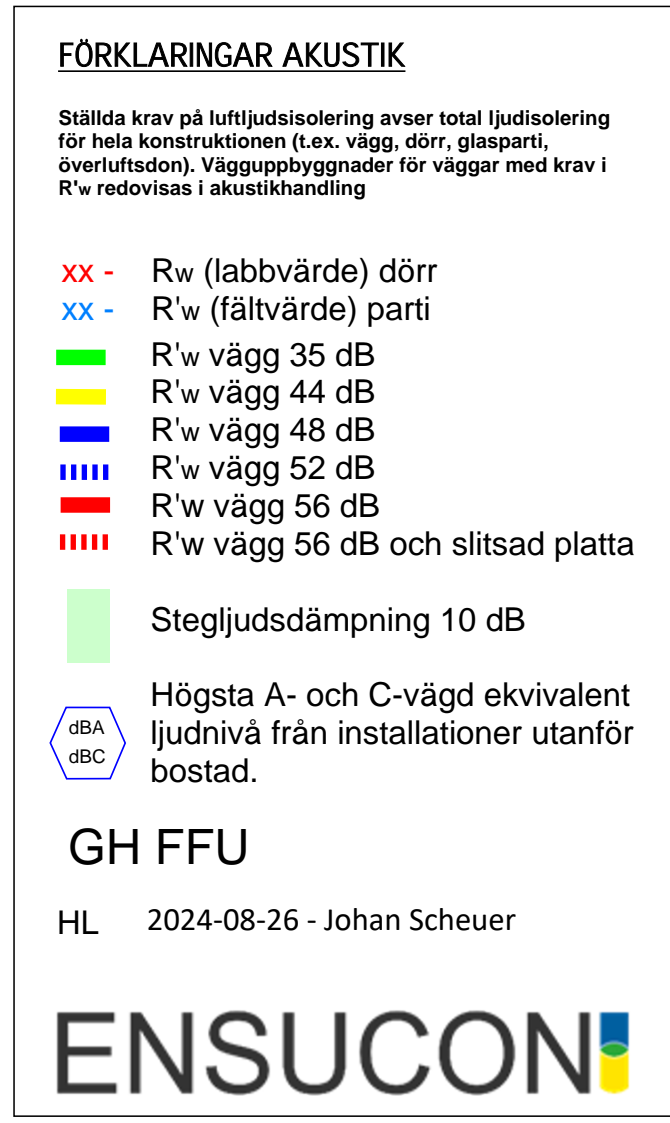 FÖRKLARINGAR AKUSTIK
Ställda krav på luftljudsisolering avser total ljudisolering
för hela konstruktionen (t.ex. vägg, dörr, glasparti,
överluftsdon). Vägguppbyggnader för väggar med krav i
R'w redovisas i akustikhandling
xx - Rw (labbvärde) dörr
xx - R'w (fältvärde) parti
R'w vägg 35 dB
R'w vägg 44 dB
R'w vägg 48 dB
R'w vägg 52 dB
R'w vägg 56 dB
R'w vägg 56 dB och slitsad platta
Stegljudsdämpning 10 dB
Högsta A- och C-vägd ekvivalent
dBA ljudnivå från installationer utanför
dBC bostad.
GH FFU
HL 2024-08-26 - Johan Scheuer
ENSUCON